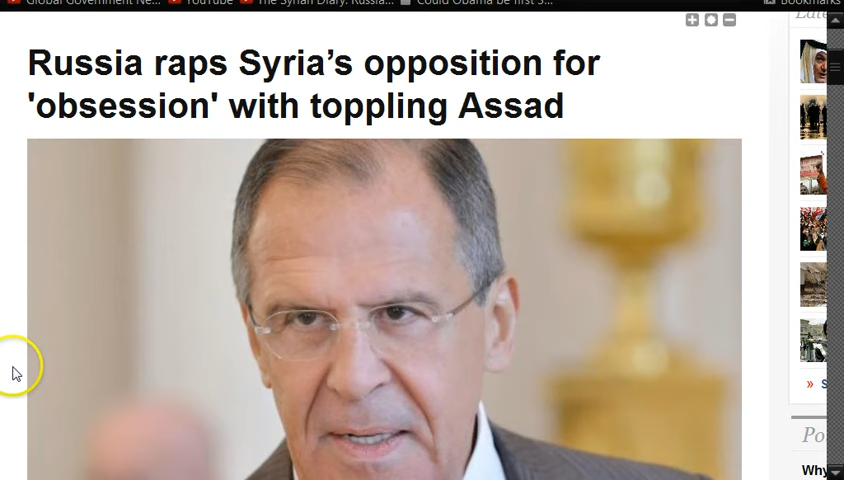 Global Government Ne... YouTube The Syrian Diary: Russia... Could Obama be first S... Bookmarks
Late
Russia raps Syria's opposition for
'obsession' with toppling Assad
» S
Po
Why